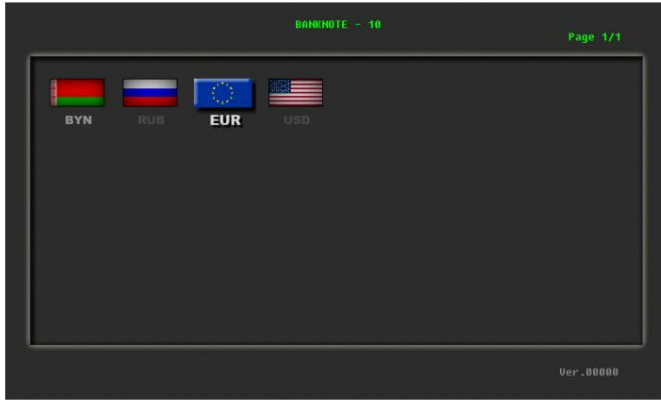 BANKNOTE - 10
Page 1/1
BYN RUB EUR USD
Ver.00000